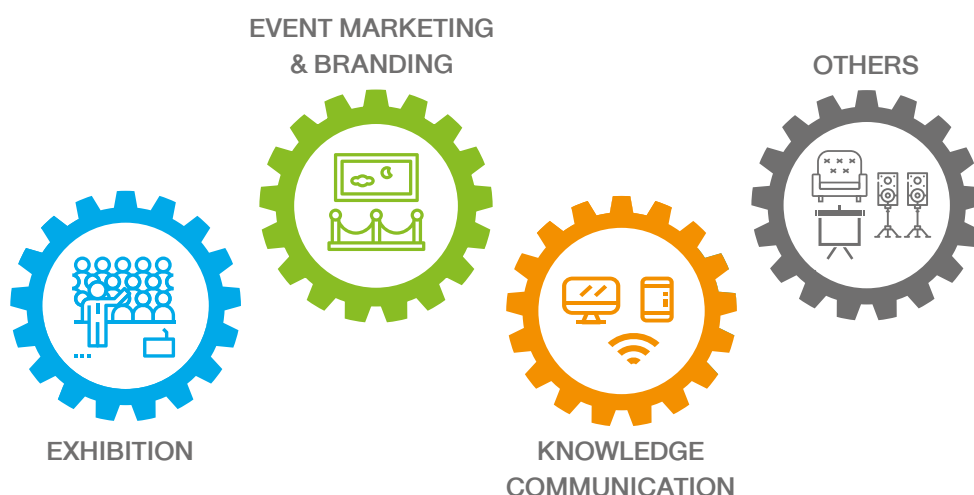 EVENT MARKETING
& BRANDING
OTHERS
EXHIBITION
KNOWLEDGE
COMMUNICATION